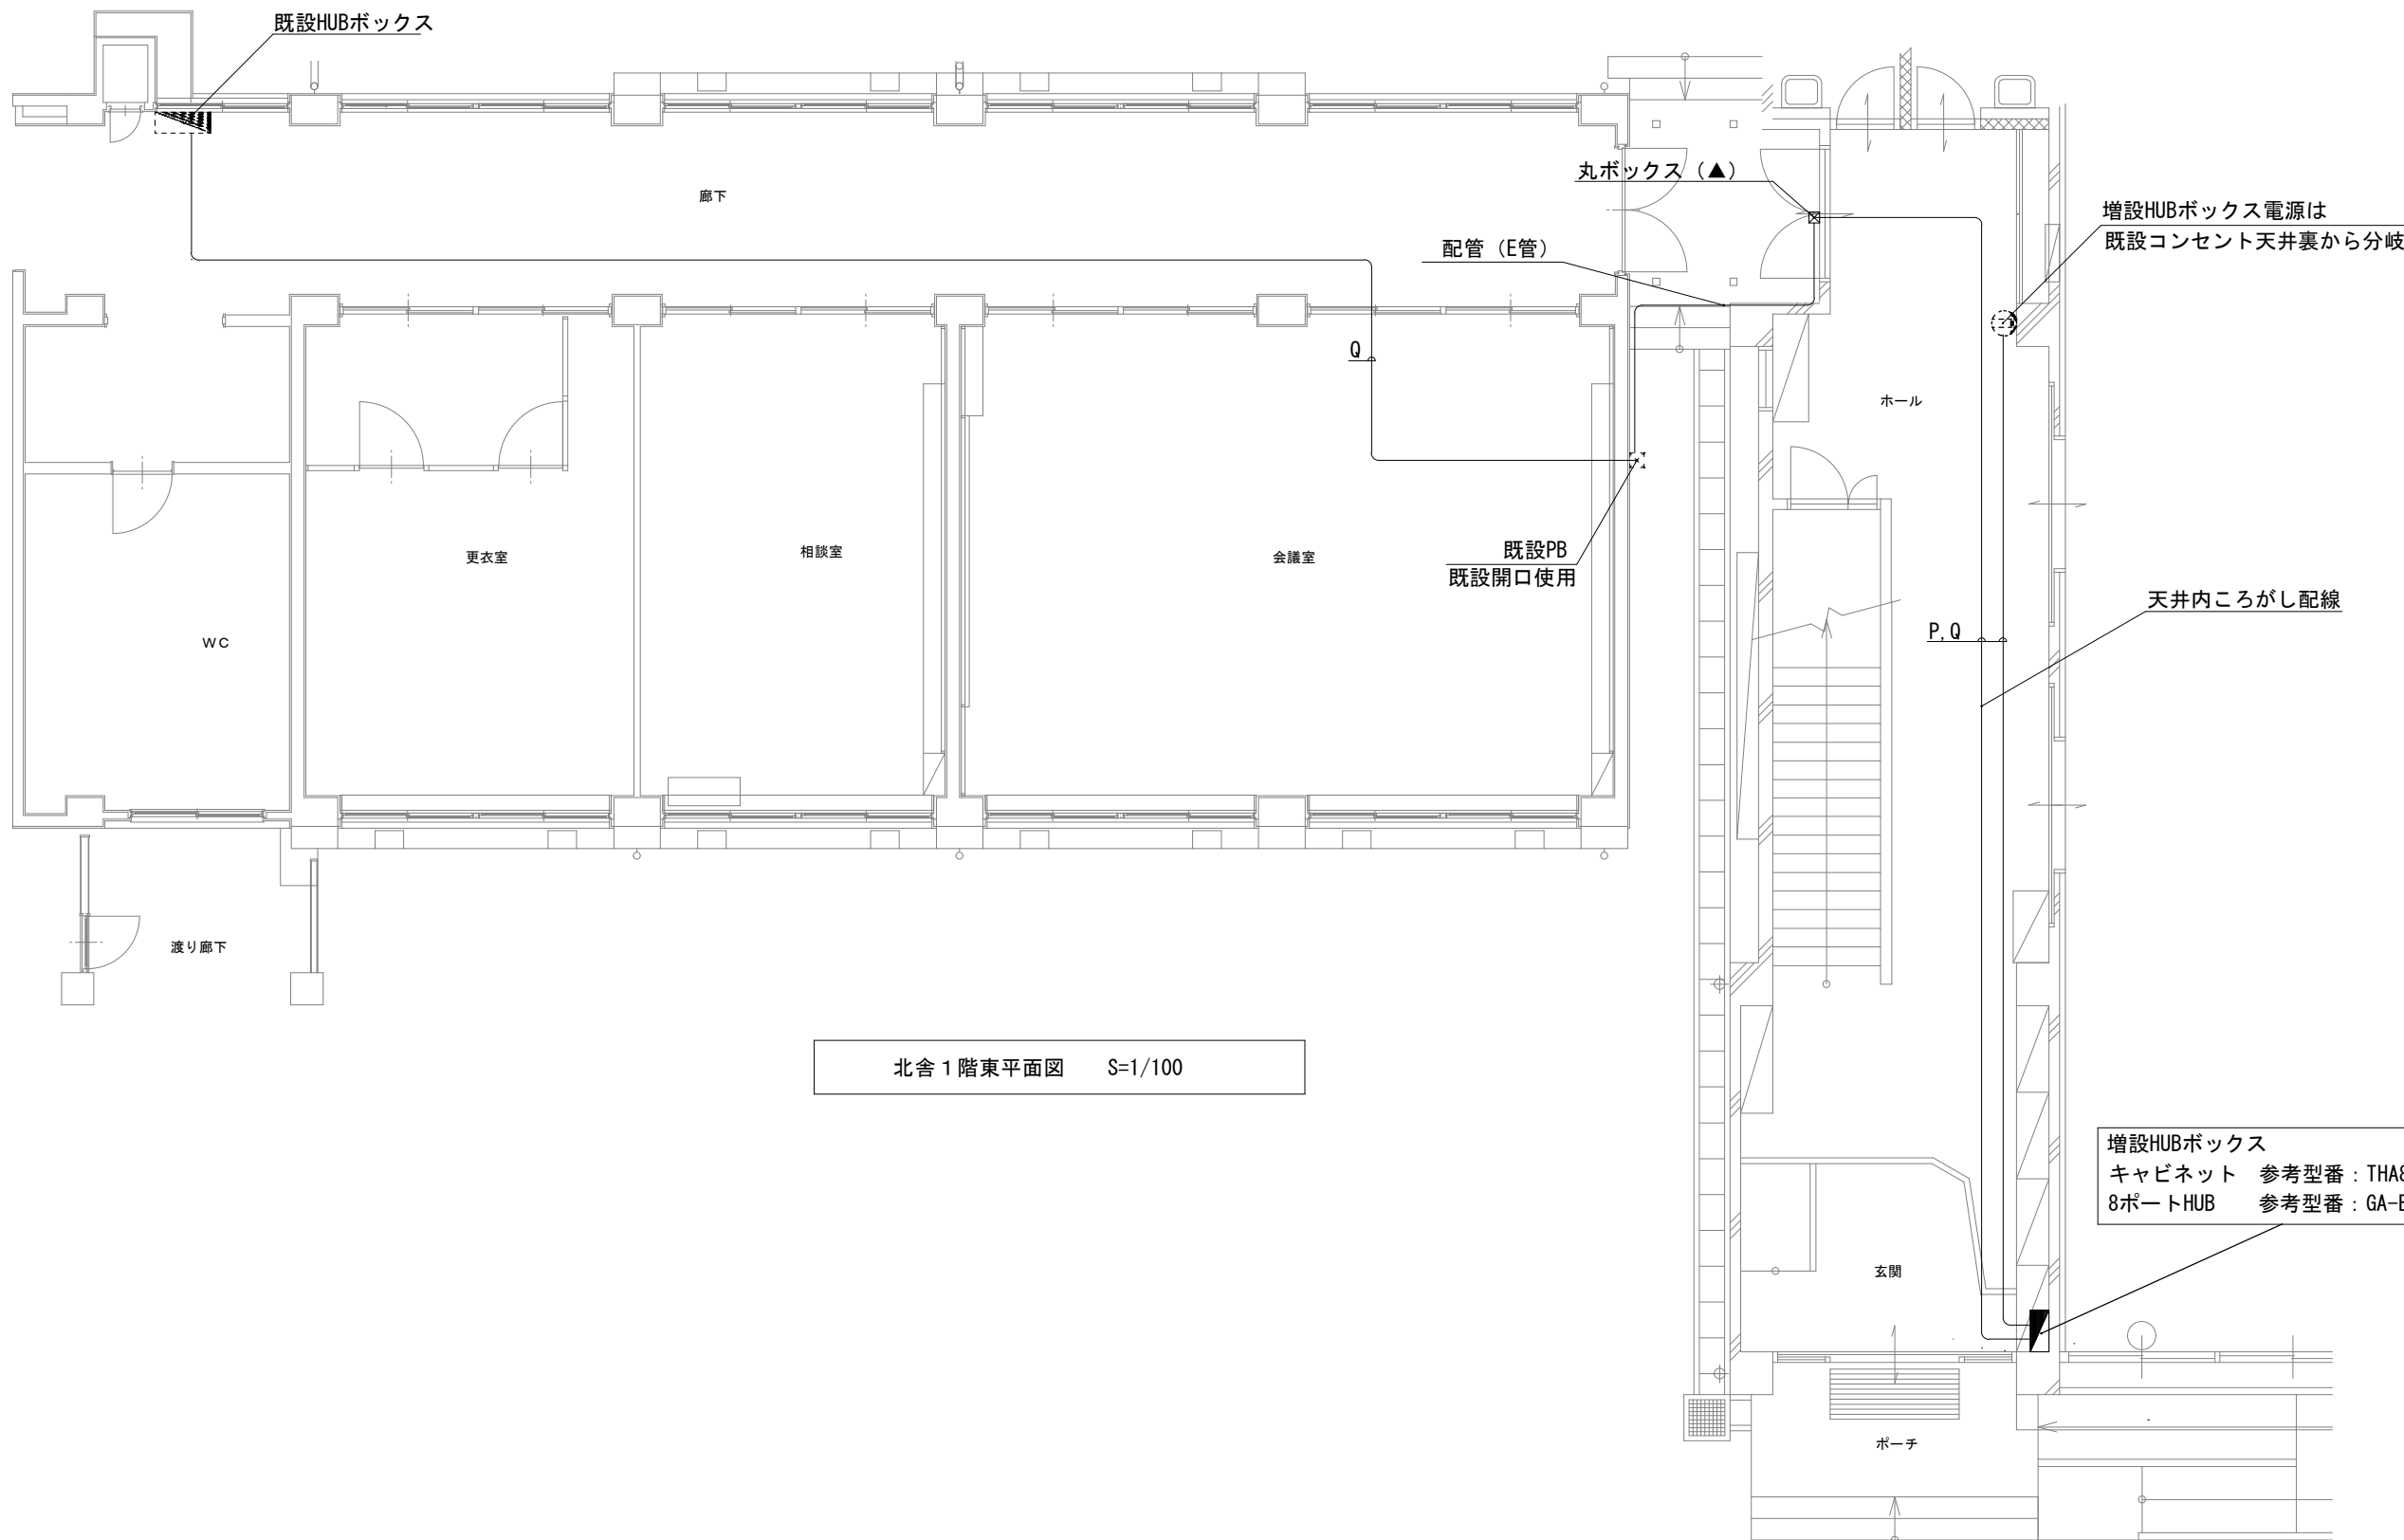 既設HUBボックス
廊下
丸ボックス（▲）
増設HUBボックス電源は
既設コンセント天井裏から分岐
配管（E管）
Q
ホール
既設PB
既設開口使用
更衣室
相談室
会議室
天井内ころがし配線
P,Q
WC
渡り廊下
北舎１階東平面図　S=1/100
増設HUBボックス
キャビネット　参考型番：THA8
8ポートHUB　参考型番：GA-E
玄関
ポーチ